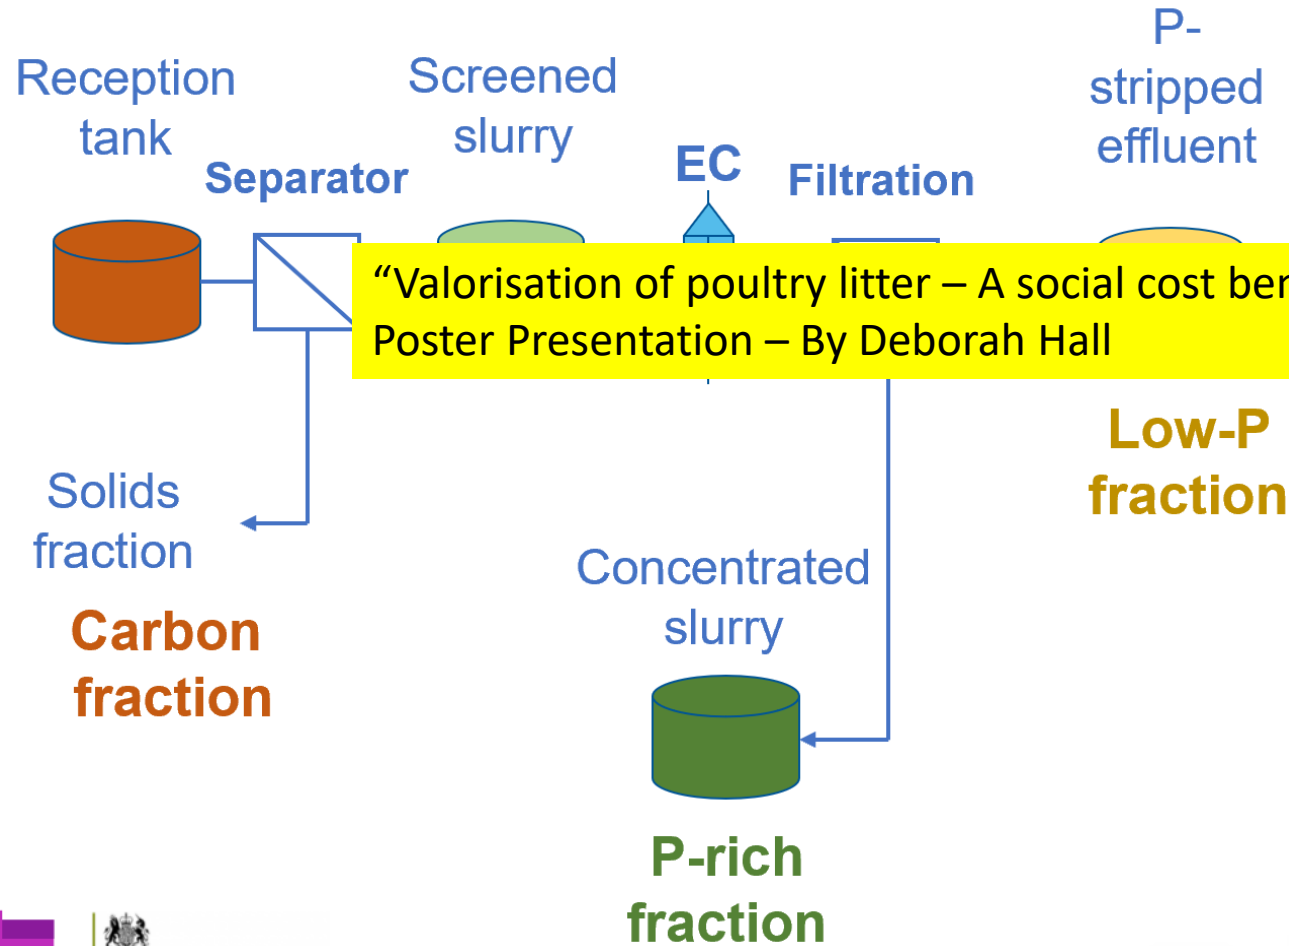 Reception
tank
Separator
Screened
slurry
EC
Filtration
P-
stripped
effluent
“Valorisation of poultry litter – A social cost
Poster Presentation – By Deborah Hall
Low-P
fraction
Solids
fraction
Carbon
fraction
Concentrated
slurry
P-rich
fraction